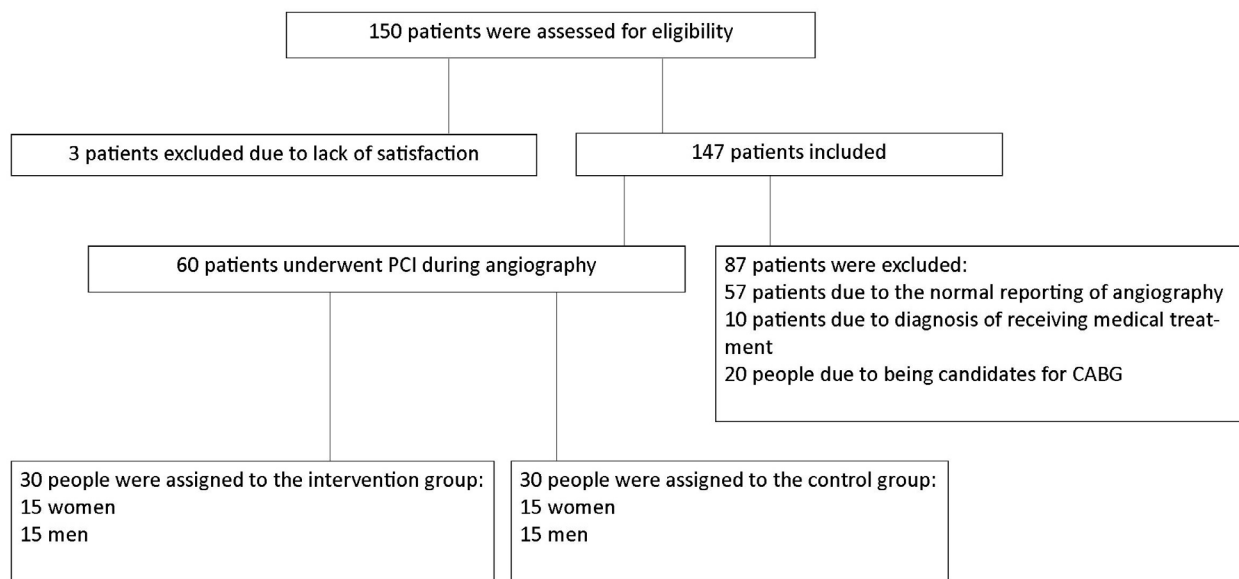 150 patients were assessed for eligibility
3 patients excluded due to lack of satisfaction
147 patients included
60 patients underwent PCI during angiography
87 patients were excluded:
57 patients due to the normal reporting of angiography
10 patients due to diagnosis of receiving medical treat-
ment
20 people due to being candidates for CABG
30 people were assigned to the intervention group:
15 women
15 men
30 people were assigned to the control group:
15 women
15 men